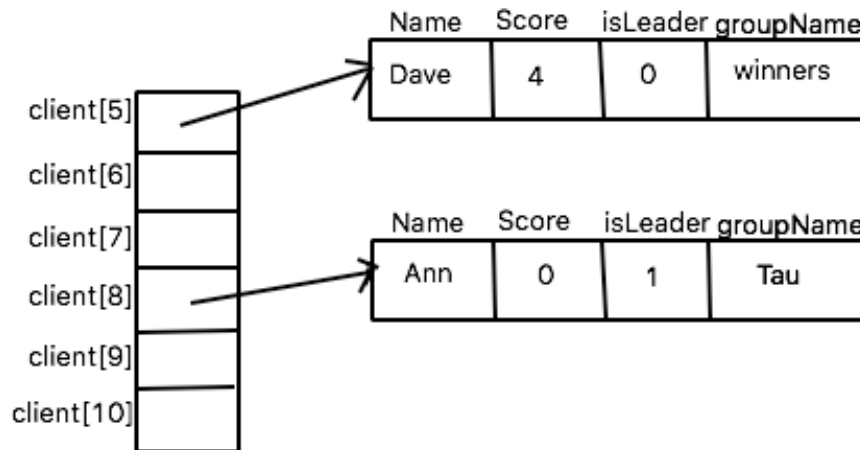 Name Score isLeader groupName
Dave 4 0 winners
client[5]
client[6]
client[7]
Name Score isLeader groupName
client[8]
Ann 0 1 Tau
client[9]
client[10]